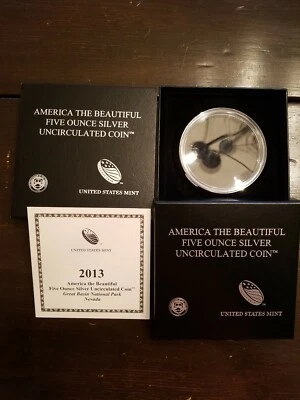 AMERICA THE BEAUTIFUL
FIVE OUNCE SILVER
UNCIRCULATED COIN™
UNITED STATES MINT
2013
America the Beautiful
Five Ounce Silver Uncirculated Coin™
Great Basin National Park
Nevada
AMERICA THE BEAUTIFUL
FIVE OUNCE SILVER
UNCIRCULATED COIN™
UNITED STATES MINT